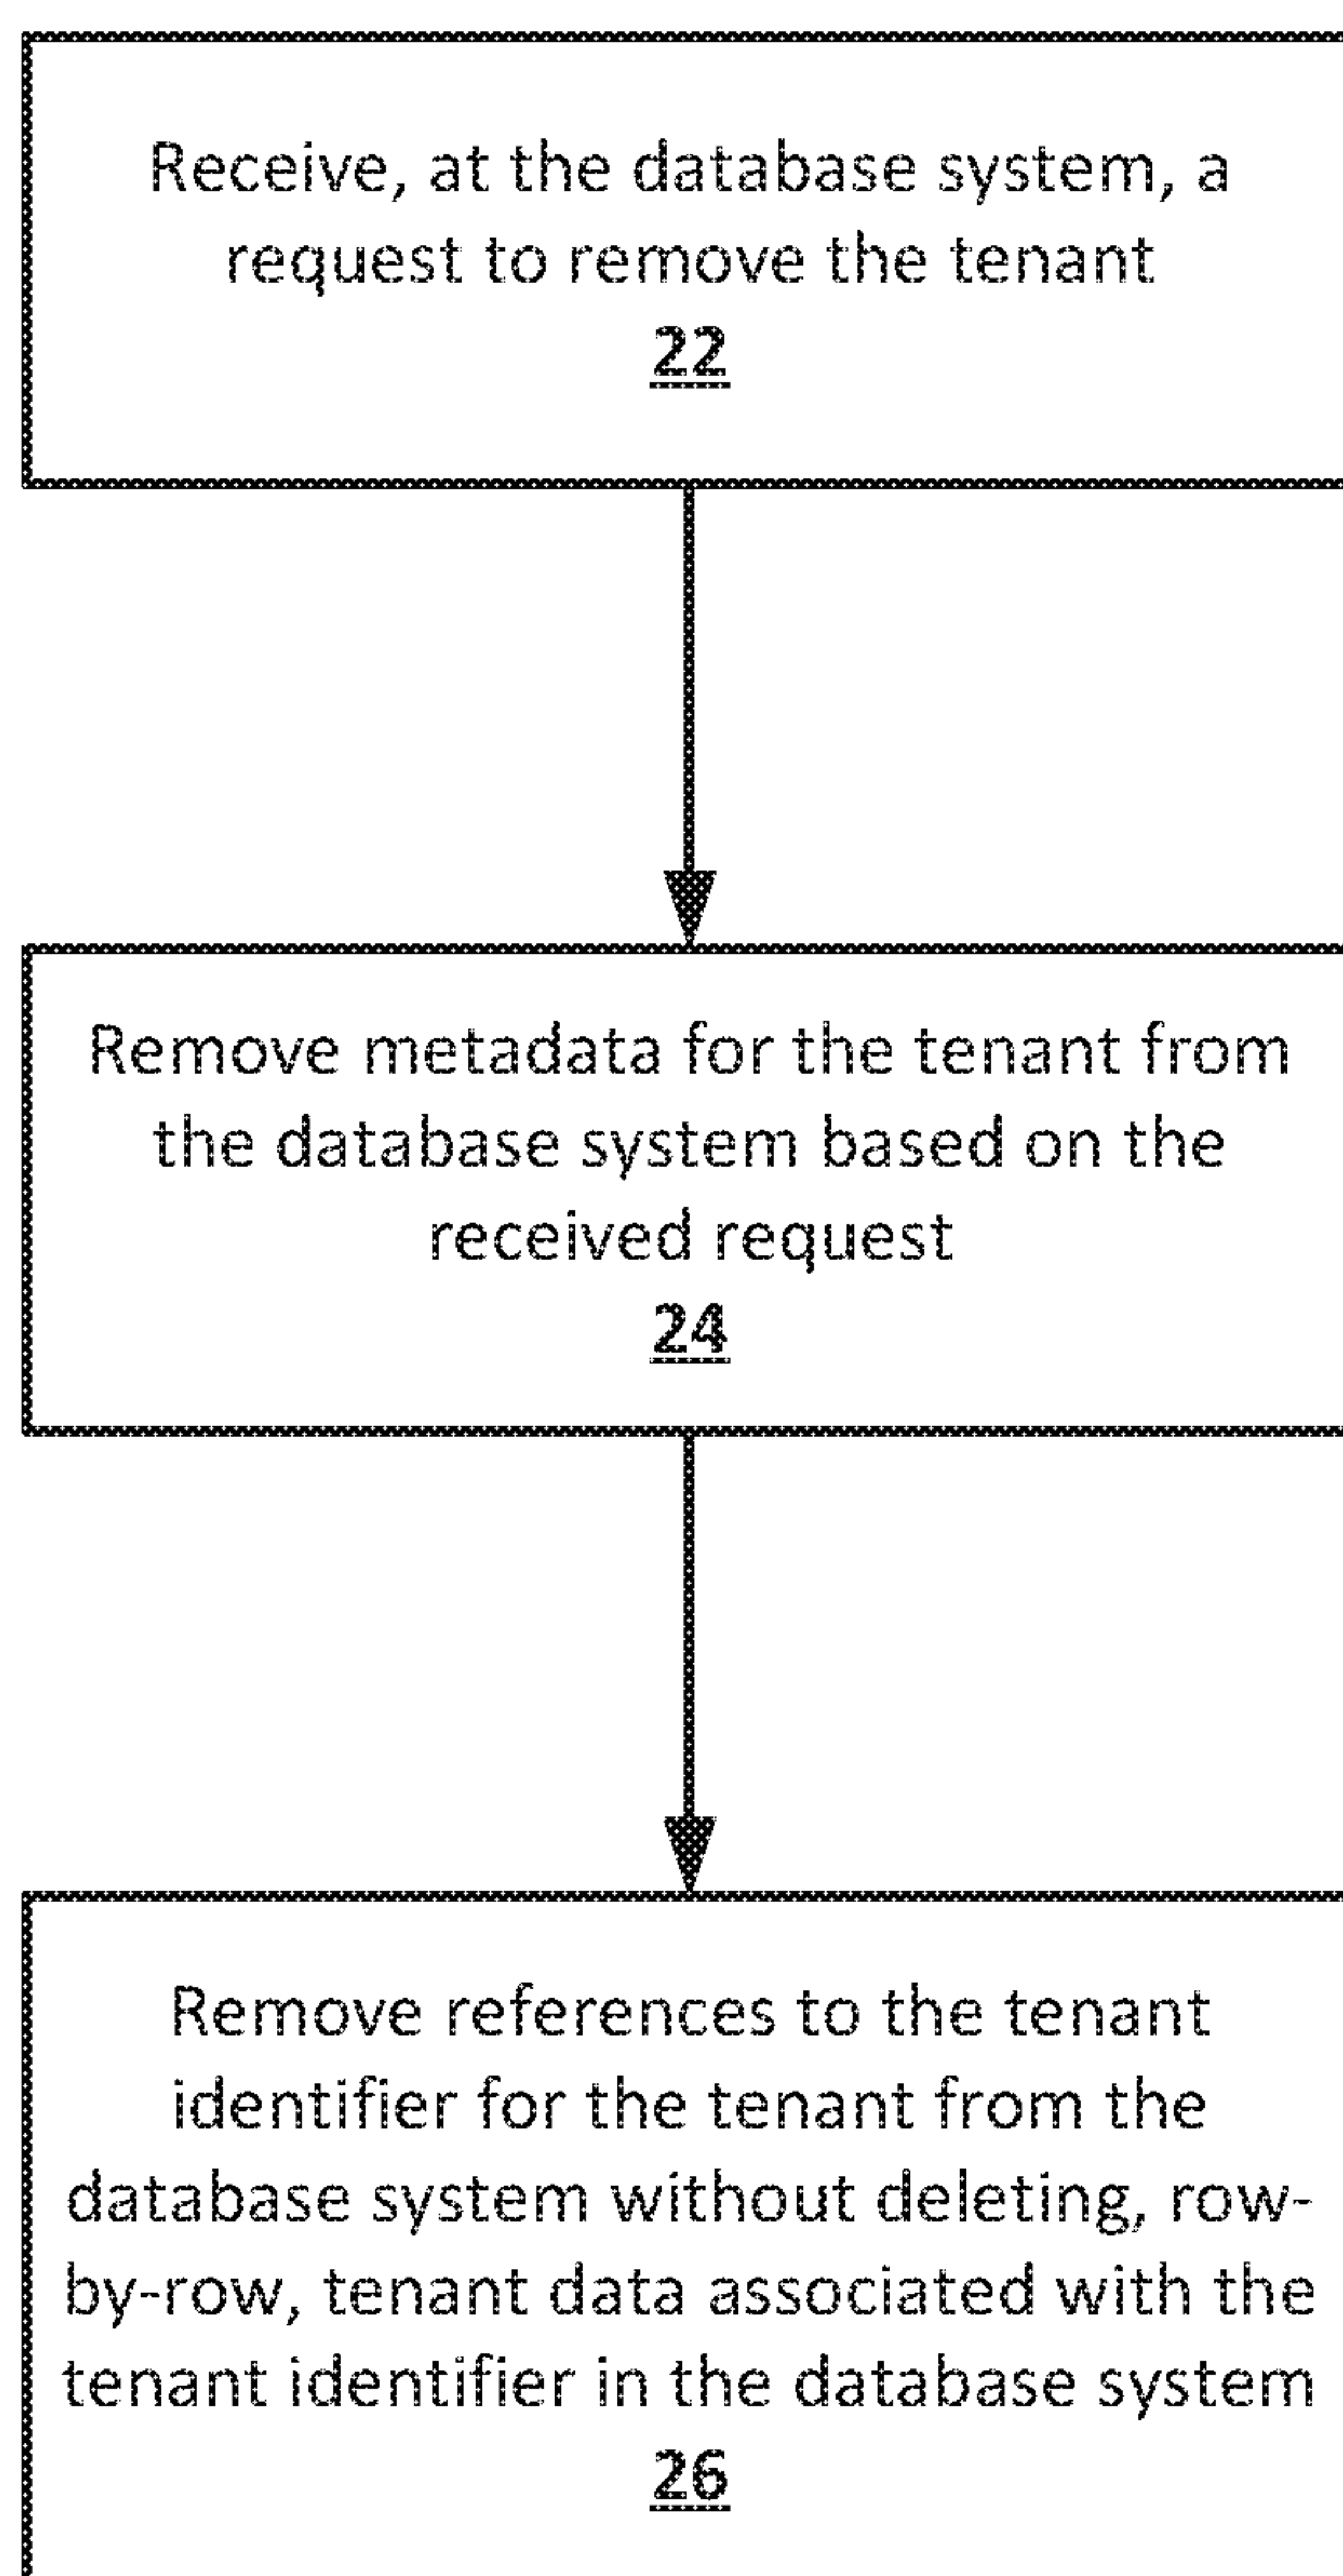 Receive, at the database system, a
request to remove the tenant
22
Remove metadata for the tenant from
the database system based on the
received request
24
Remove references to the tenant
identifier for the tenant from the
database system without deleting, row-
by-row, tenant data associated with the
tenant identifier in the database system
26